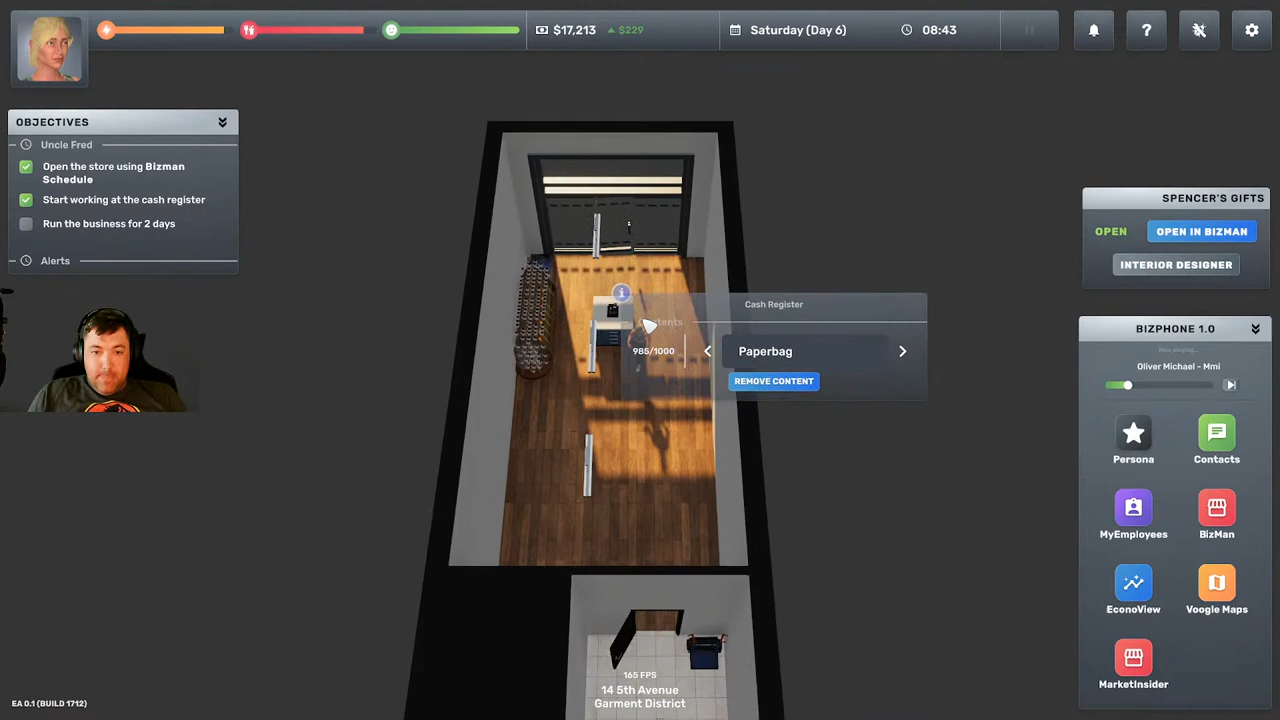 $17,213
$229
Saturday (Day 6)
08:43
?
OBJECTIVES
Uncle Fred
Open the store using Bizman
Schedule
Start working at the cash register
Run the business for 2 days
Alerts
SPENCER'S GIFTS
OPEN
OPEN IN BIZMAN
INTERIOR DESIGNER
i
Cash Register
Contents
985/1000
Paperbag
REMOVE CONTENT
BIZPHONE 1.0
Now playing...
Oliver Michael - Mmi
Persona
Contacts
MyEmployees
BizMan
EconoView
Voogle Maps
MarketInsider
165 FPS
14 5th Avenue
Garment District
EA 0.1 (BUILD 1712)